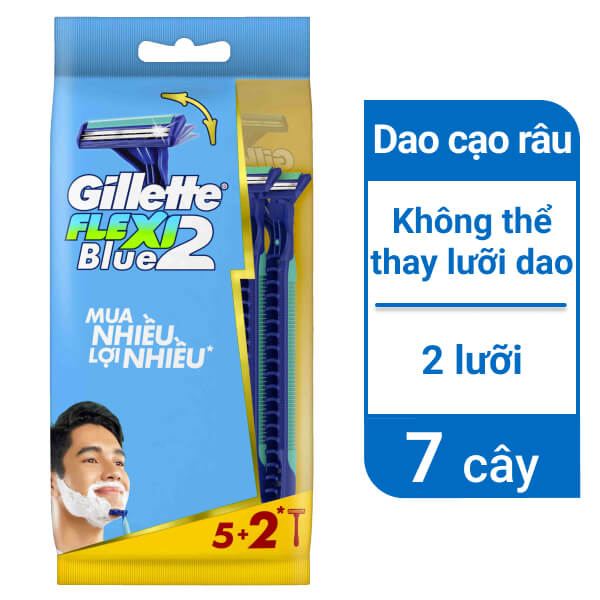 Gillette®
FLEXI
Blue2
MUA
NHIỀU,
LỢI NHIỀU*
5+2*
Dao cạo râu
Không thể
thay lưỡi dao
2 lưỡi
7 cây